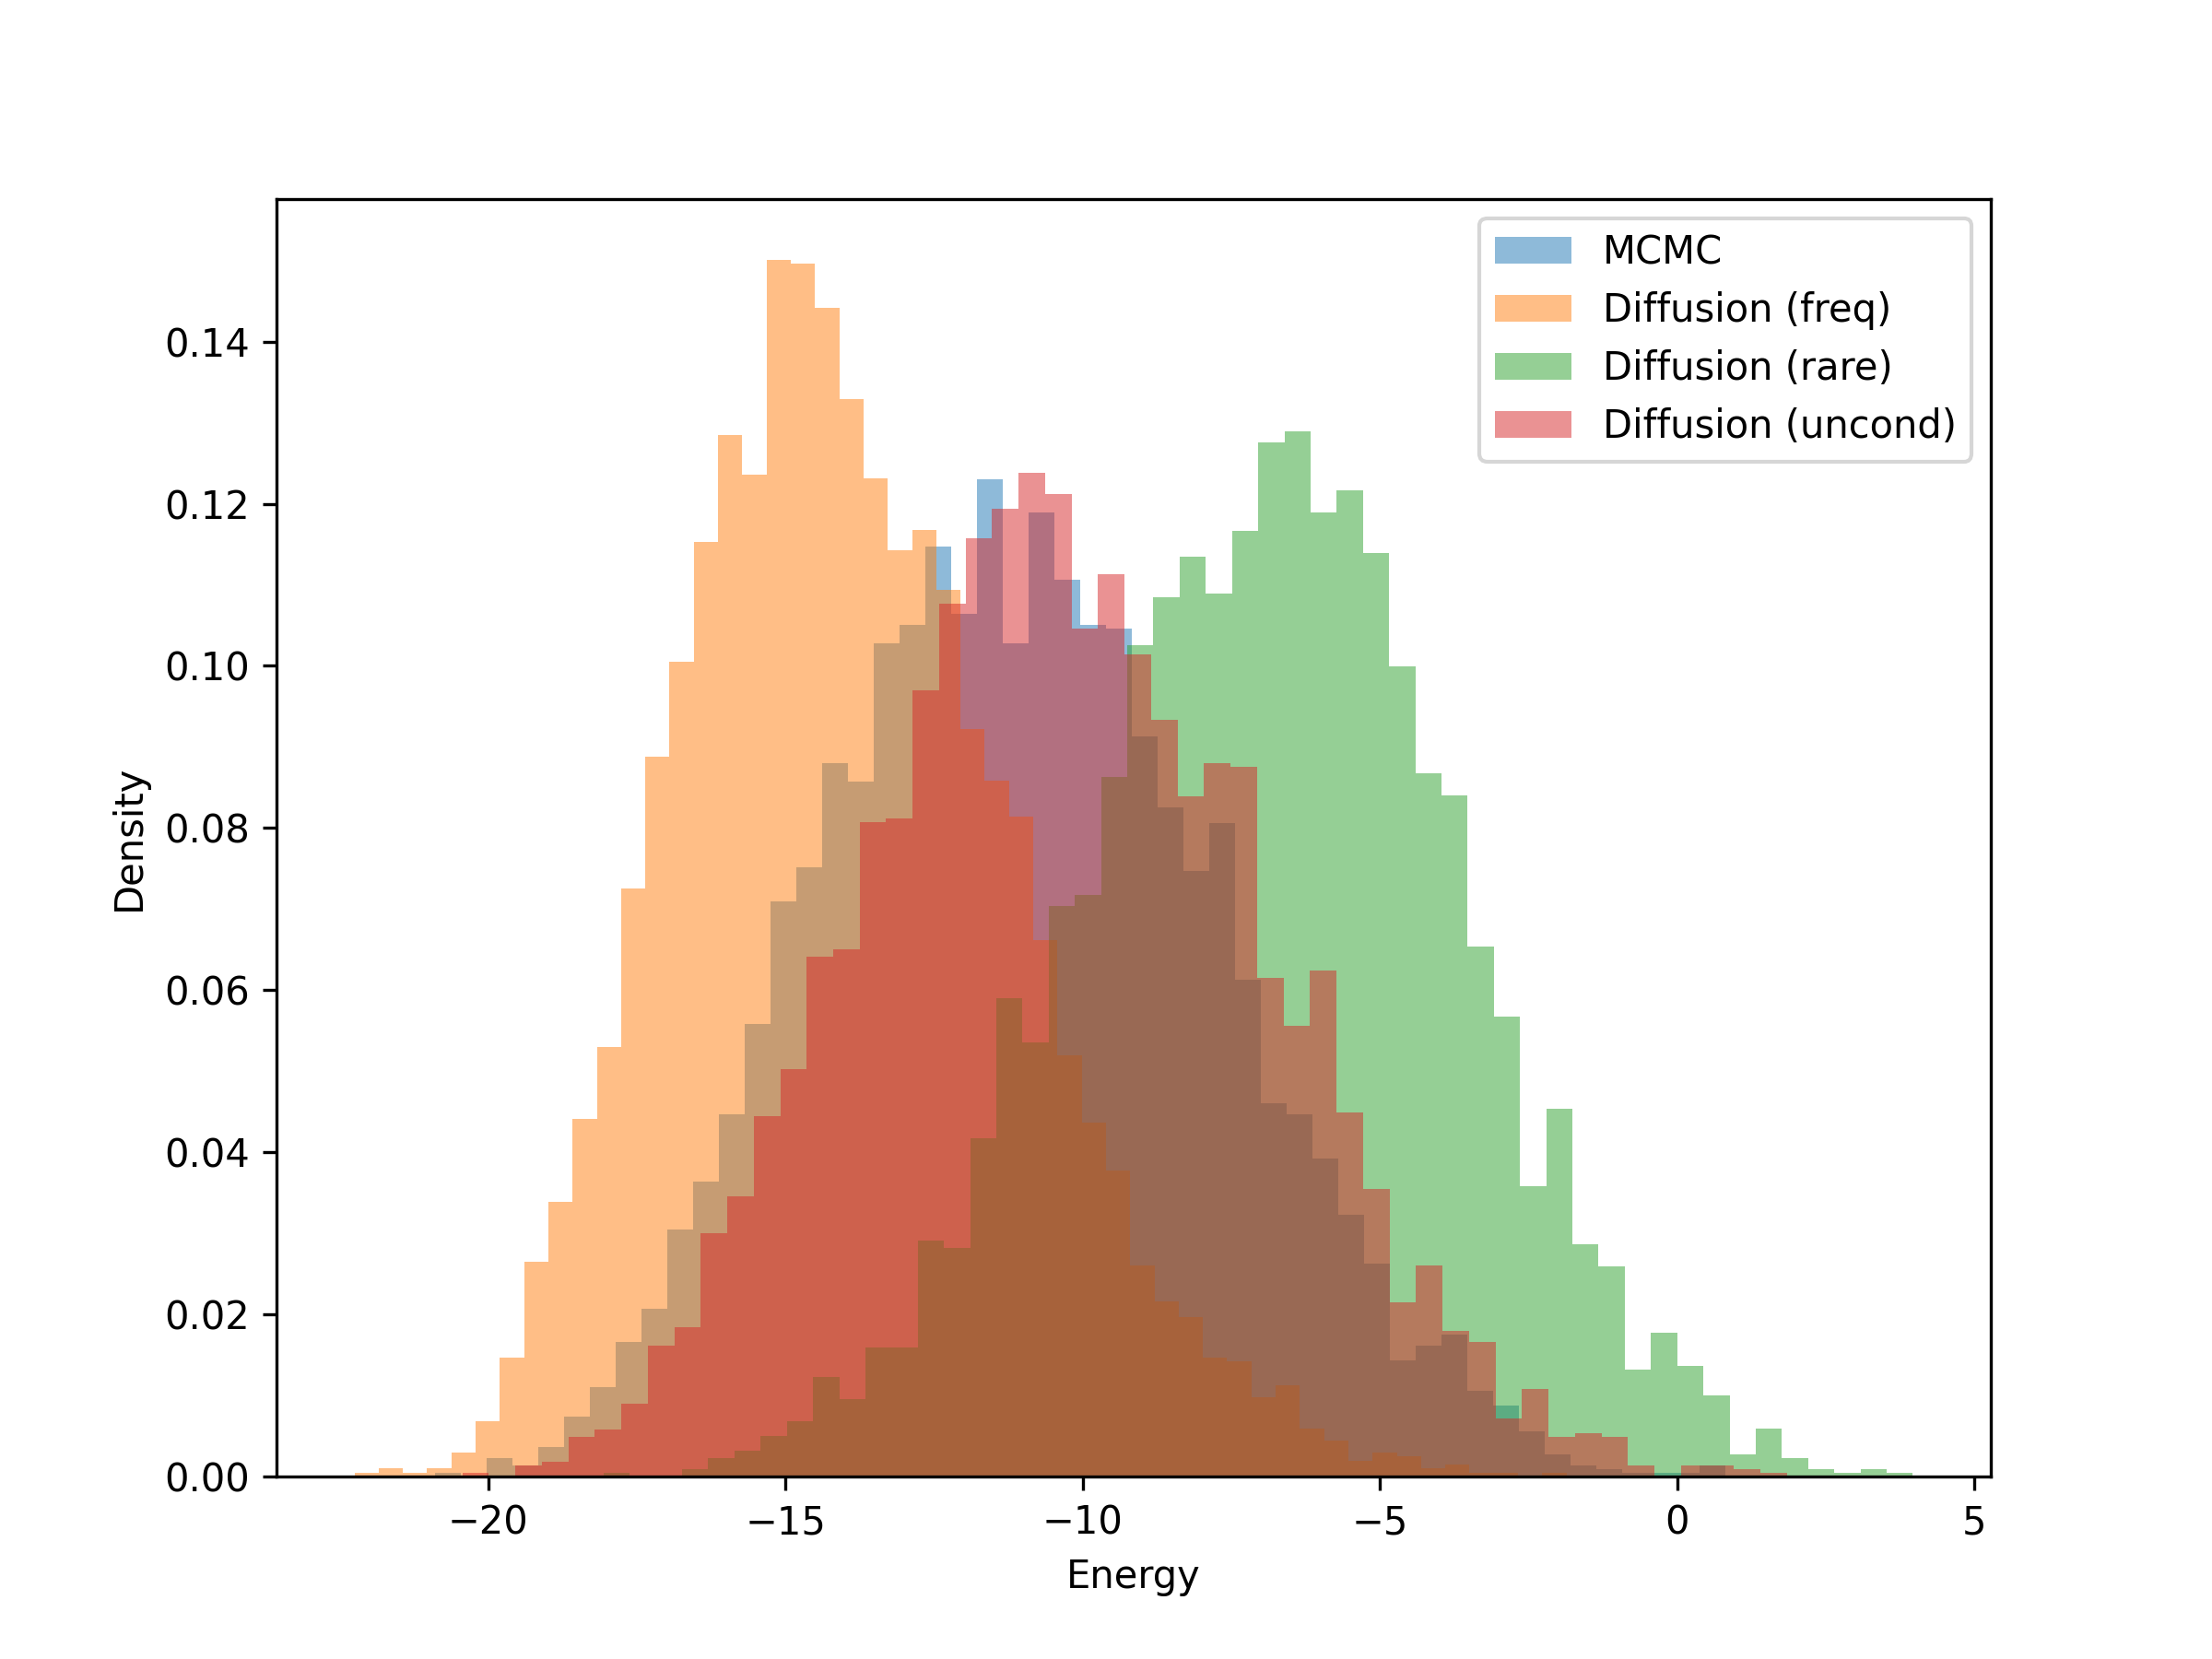 MCMC
Diffusion (freq)
Diffusion (rare)
Diffusion (uncond)
0.14
0.12
0.10
0.08
0.06
0.04
0.02
0.00
Density
−20 −15 −10 −5 0 5
Energy